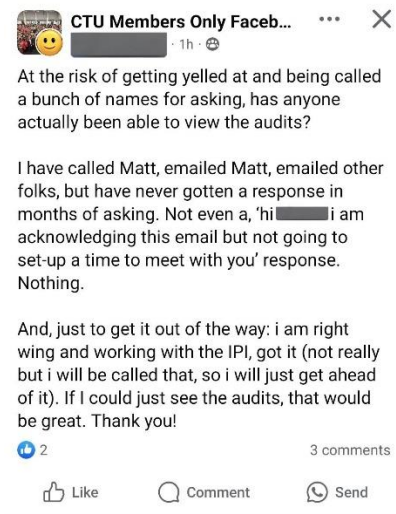 CTU Members Only Faceb... ...
· 1h ·
At the risk of getting yelled at and being called
a bunch of names for asking, has anyone
actually been able to view the audits?
I have called Matt, emailed Matt, emailed other
folks, but have never gotten a response in
months of asking. Not even a, 'hi i am
acknowledging this email but not going to
set-up a time to meet with you' response.
Nothing.
And, just to get it out of the way: i am right
wing and working with the IPI, got it (not really
but i will be called that, so i will just get ahead
of it). If I could just see the audits, that would
be great. Thank you!
2 3 comments
Like Comment Send